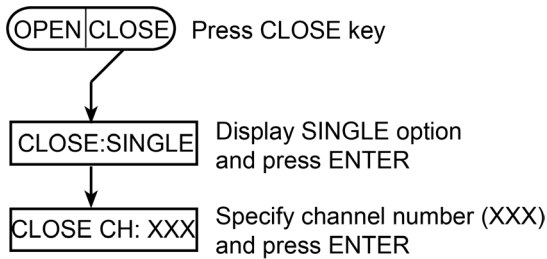 OPEN CLOSE Press CLOSE key
CLOSE:SINGLE
Display SINGLE option
and press ENTER
CLOSE CH: XXX
Specify channel number (XXX)
and press ENTER